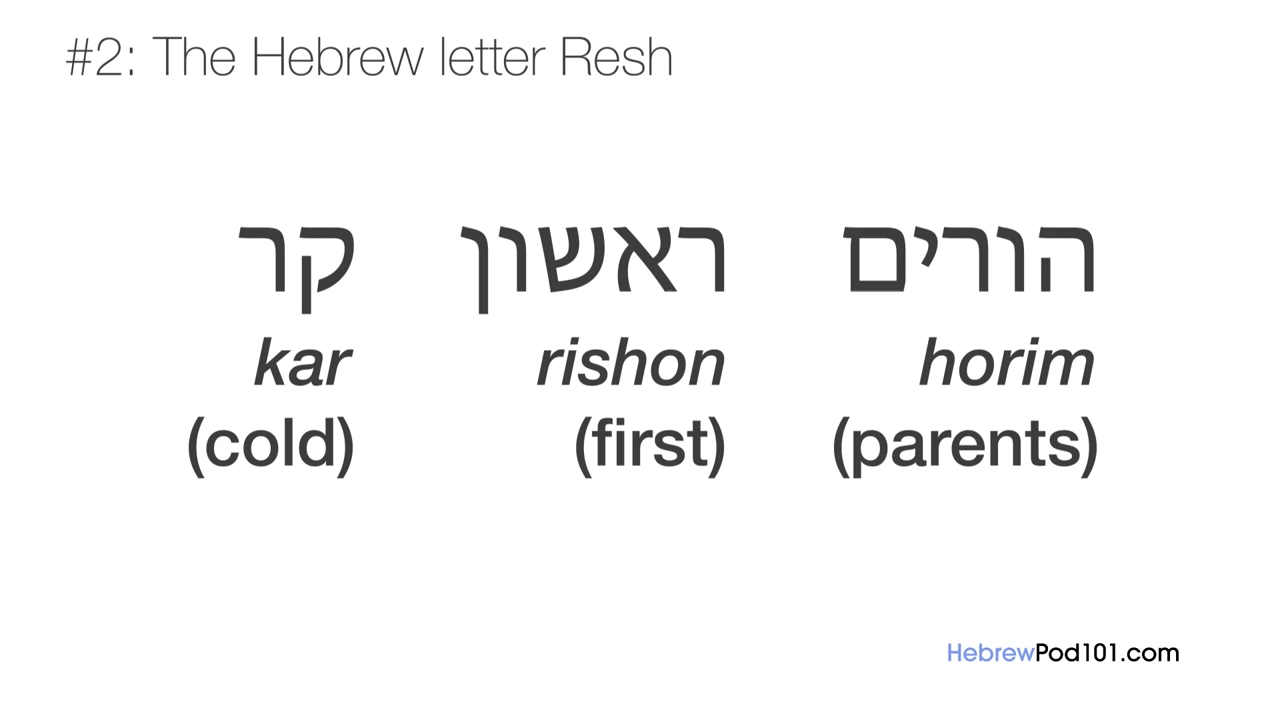 #2: The Hebrew letter Resh
קר ראשון הורים
kar rishon horim
(cold) (first) (parents)
HebrewPod101.com